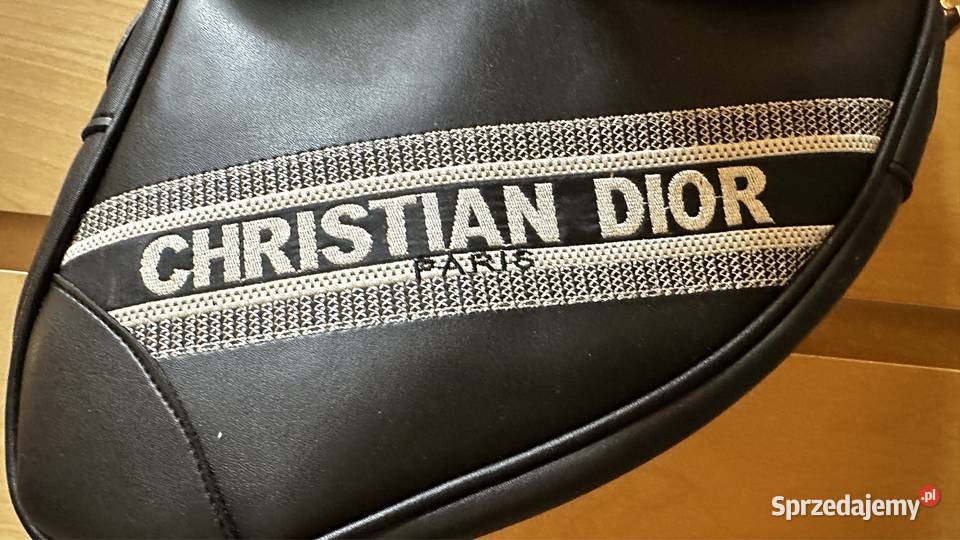 CHRISTIAN DIOR
PARIS
Sprzedajemy.pl